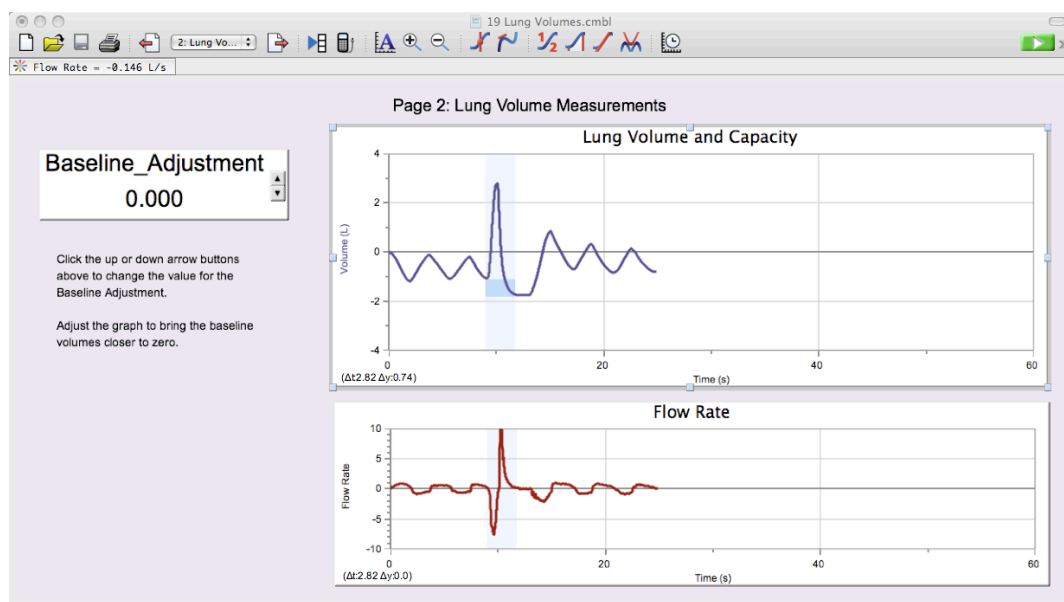 19 Lung Volumes.cmbl
2: Lung Vo...
A
1/2
Flow Rate = -0.146 L/s
Page 2: Lung Volume Measurements
Baseline_Adjustment
0.000
Click the up or down arrow buttons
above to change the value for the
Baseline Adjustment.
Adjust the graph to bring the baseline
volumes closer to zero.
Lung Volume and Capacity
Volume (L)
4
2
0
-2
-4
0
20
40
60
(Δt:2.82 Δy:0.74)
Time (s)
Flow Rate
Flow Rate
10
5
0
-5
-10
0
20
40
60
(Δt:2.82 Δy:0.0)
Time (s)